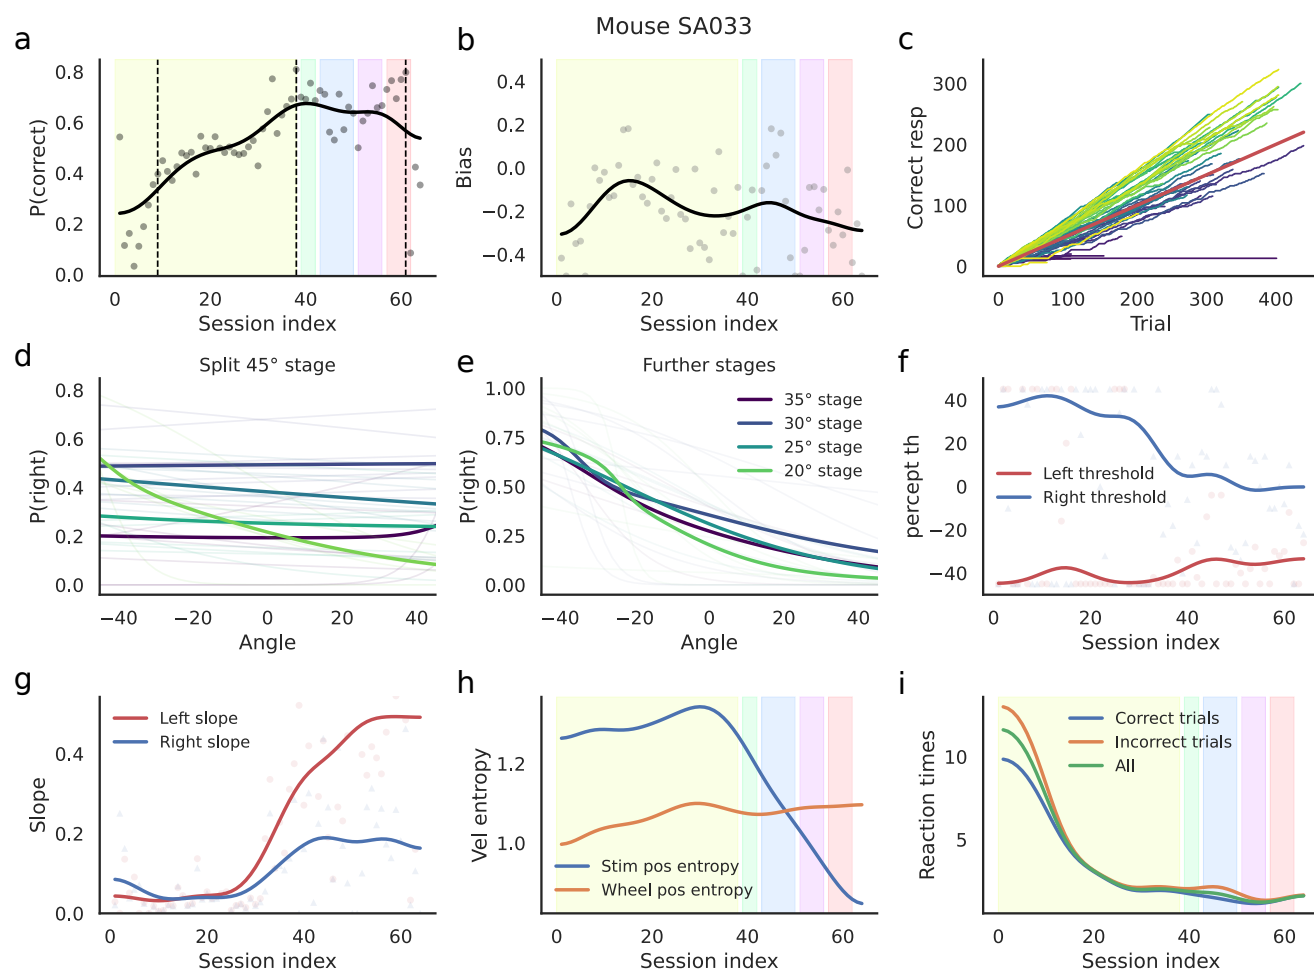 Mouse SA033
a
P(correct)
0.8
0.6
0.4
0.2
0.0
0 20 40 60
Session index
b
Bias
0.4
0.2
0.0
−0.2
−0.4
0 20 40 60
Session index
c
Correct resp
300
200
100
0
0 100 200 300 400
Trial
d
Split 45° stage
P(right)
0.8
0.6
0.4
0.2
0.0
−40 −20 0 20 40
Angle
e
Further stages
P(right)
1.00
0.75
0.50
0.25
0.00
35° stage
30° stage
25° stage
20° stage
−40 −20 0 20 40
Angle
f
percept th
40
20
0
−20
−40
Left threshold
Right threshold
0 20 40 60
Session index
g
Slope
0.4
0.2
0.0
Left slope
Right slope
0 20 40 60
Session index
h
Vel entropy
1.2
1.0
Stim pos entropy
Wheel pos entropy
0 20 40 60
Session index
i
Reaction times
10
5
Correct trials
Incorrect trials
All
0 20 40 60
Session index